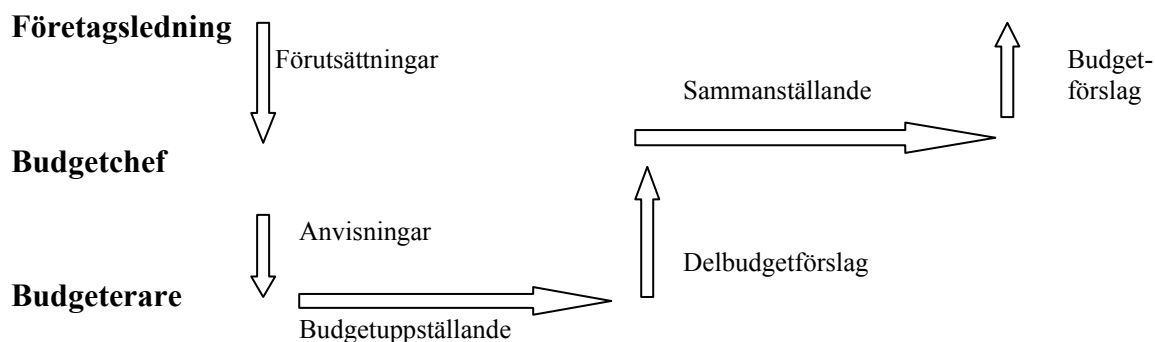 Företagsledning
Förutsättningar
Budget-
förslag
Sammanställande
Budgetchef
Anvisningar
Delbudgetförslag
Budgeterare
Budgetuppställande